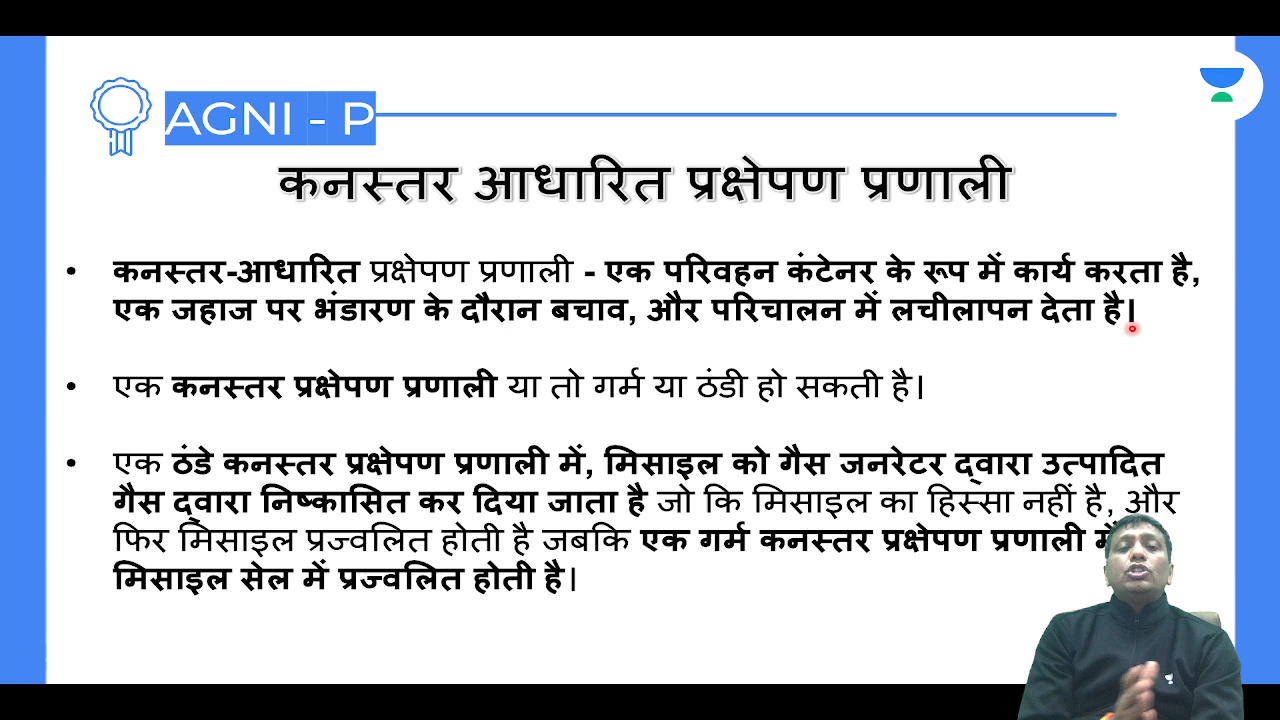 AGNI - P
कनस्तर आधारित प्रक्षेपण प्रणाली
• कनस्तर-आधारित प्रक्षेपण प्रणाली - एक परिवहन कंटेनर के रूप में कार्य करता है,
एक जहाज पर भंडारण के दौरान बचाव, और परिचालन में लचीलापन देता है।
• एक कनस्तर प्रक्षेपण प्रणाली या तो गर्म या ठंडी हो सकती है।
• एक ठंडे कनस्तर प्रक्षेपण प्रणाली में, मिसाइल को गैस जनरेटर द्वारा उत्पादित
गैस द्वारा निष्कासित कर दिया जाता है जो कि मिसाइल का हिस्सा नहीं है, और
फिर मिसाइल प्रज्वलित होती है जबकि एक गर्म कनस्तर प्रक्षेपण प्रणाली में
मिसाइल सेल में प्रज्वलित होती है।